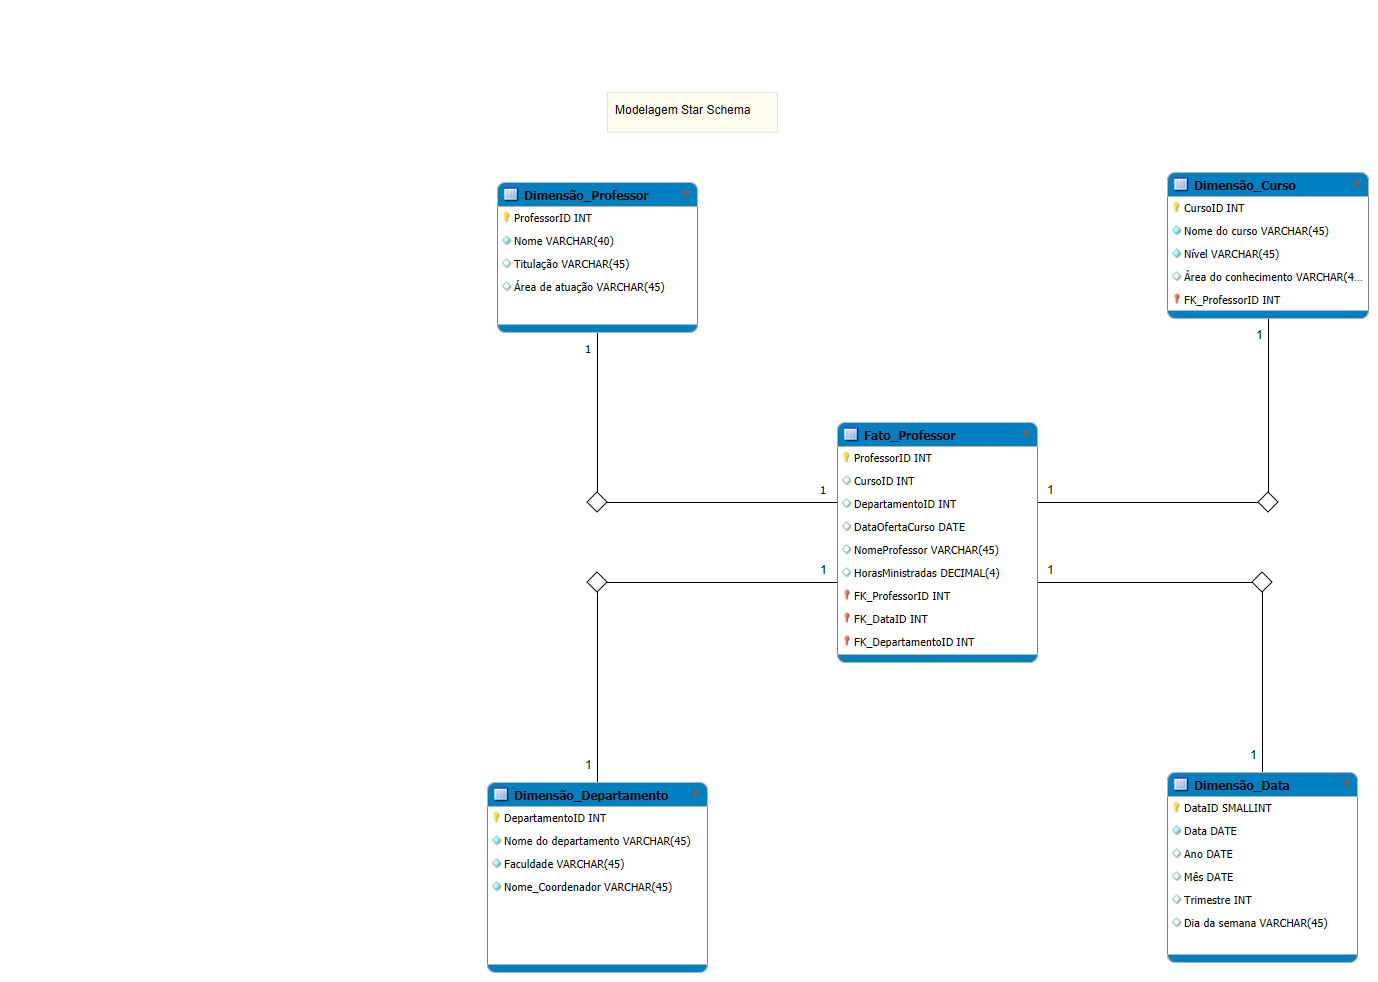 Modelagem Star Schema
Dimensão_Professor
ProfessorID INT
Nome VARCHAR(40)
Titulação VARCHAR(45)
Área de atuação VARCHAR(45)
Dimensão_Curso
CursoID INT
Nome do curso VARCHAR(45)
Nível VARCHAR(45)
Área do conhecimento VARCHAR(4...
FK_ProfessorID INT
1
1
Fato_Professor
ProfessorID INT
CursoID INT
DepartamentoID INT
DataOfertaCurso DATE
NomeProfessor VARCHAR(45)
HorasMinistradas DECIMAL(4)
FK_ProfessorID INT
FK_DataID INT
FK_DepartamentoID INT
1
1
1
1
1
1
Dimensão_Departamento
DepartamentoID INT
Nome do departamento VARCHAR(45)
Faculdade VARCHAR(45)
Nome_Coordenador VARCHAR(45)
Dimensão_Data
DataID SMALLINT
Data DATE
Ano DATE
Mês DATE
Trimestre INT
Dia da semana VARCHAR(45)